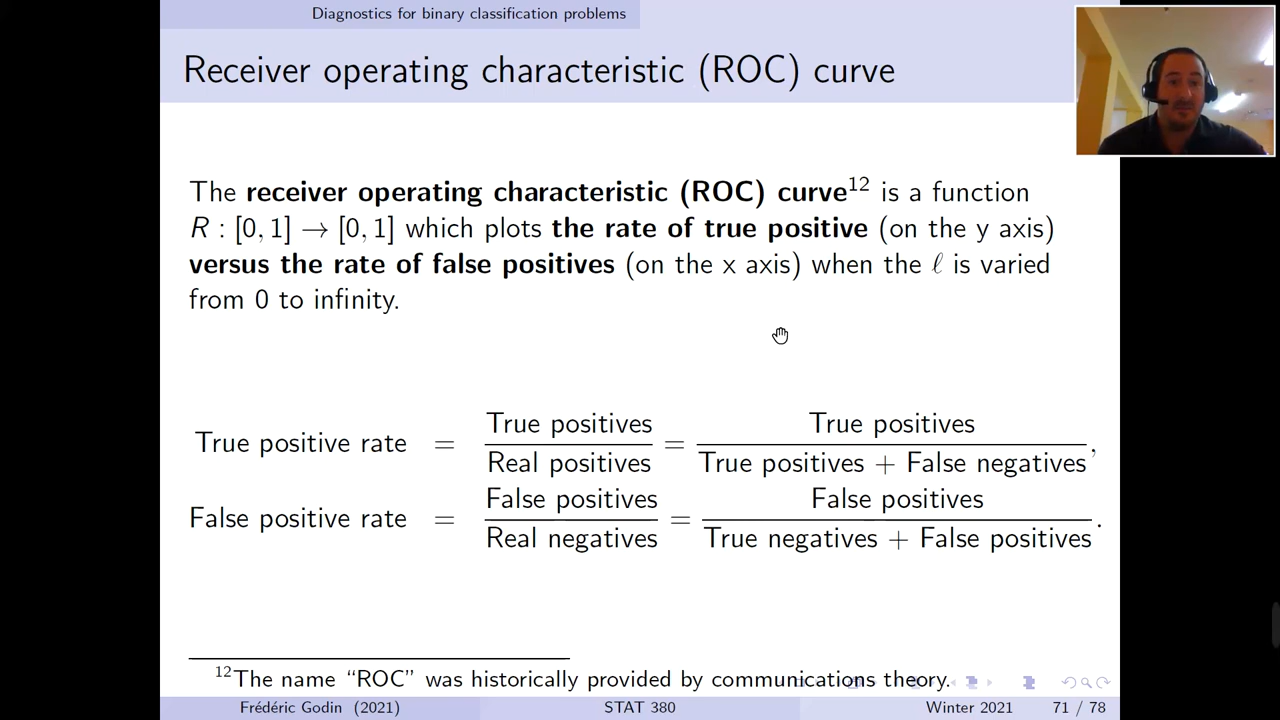 Diagnostics for binary classification problems
Receiver operating characteristic (ROC) curve
The receiver operating characteristic (ROC) curve¹² is a function
R : [0, 1] → [0, 1] which plots the rate of true positive (on the y axis)
versus the rate of false positives (on the x axis) when the ℓ is varied
from 0 to infinity.
True positive rate = True positives / Real positives = True positives / True positives + False negatives,
False positive rate = False positives / Real negatives = False positives / True negatives + False positives.
¹²The name “ROC” was historically provided by communications theory.
Frédéric Godin (2021) STAT 380 Winter 2021 71 / 78